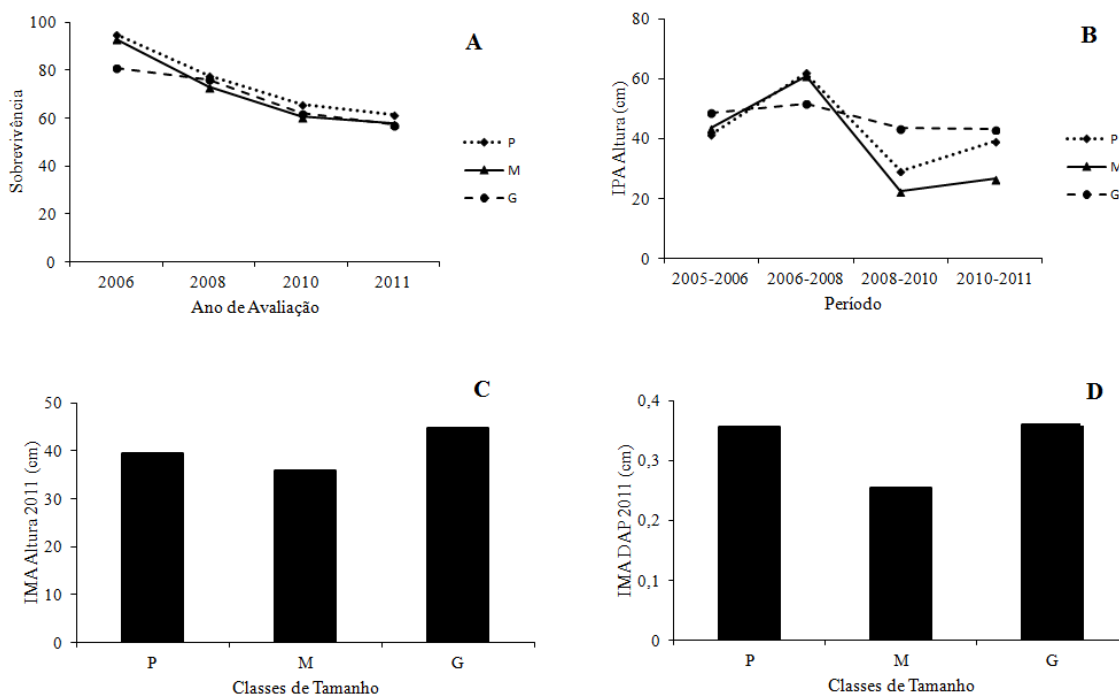 A
Sobrevivência
100
80
60
40
20
0
2006 2008 2010 2011
Ano de Avaliação
P
M
G
B
IPA Altura (cm)
80
60
40
20
0
2005-2006 2006-2008 2008-2010 2010-2011
Período
P
M
G
C
IMA Altura 2011 (cm)
50
40
30
20
10
0
P M G
Classes de Tamanho
D
IMA DAP 2011 (cm)
0,4
0,3
0,2
0,1
0
P M G
Classes de Tamanho